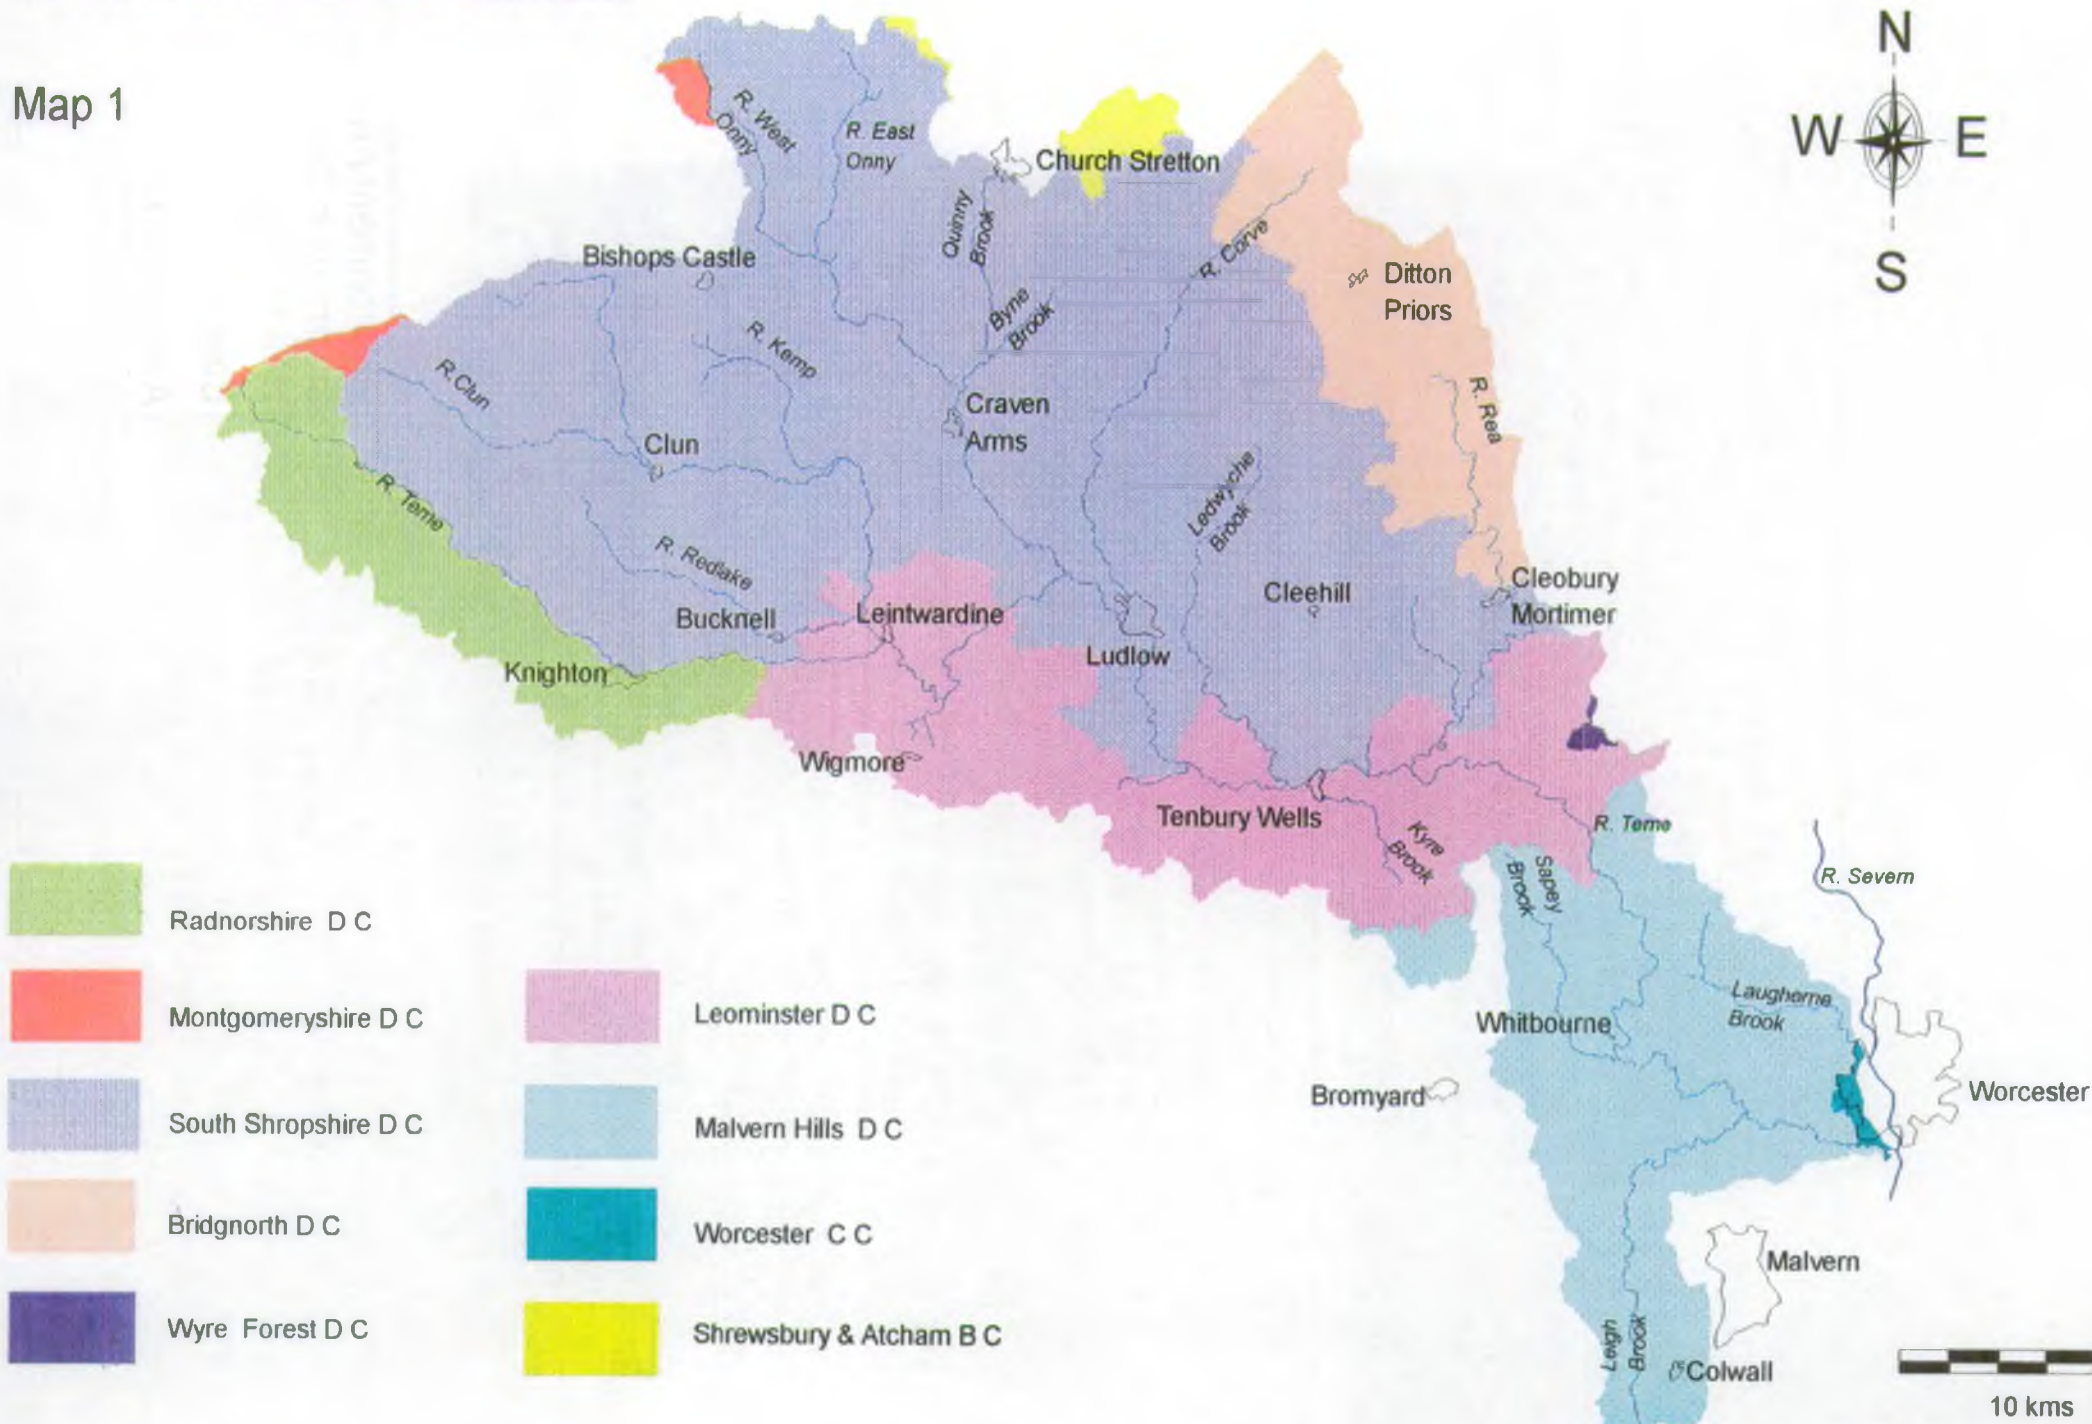 Map 1
N
W
E
S
R. West
Onny
R. East
Onny
Church Stretton
Quinny
Brook
Bishops Castle
R. Corve
Ditton
Priors
Byrne
Brook
R. Kemp
R. Clun
R. Rea
Craven
Arms
Clun
Ledwyche
Brook
R. Teme
R. Redlake
Cleehill
Cleobury
Mortimer
Bucknell
Leintwardine
Ludlow
Knighton
Wigmore
Tenbury Wells
Kyre
Brook
R. Teme
Sapey
Brook
R. Severn
Laugherne
Brook
Whitbourne
Bromyard
Worcester
Malvern
Leigh
Brook
Colwall
Radnorshire D C
Montgomeryshire D C
South Shropshire D C
Bridgnorth D C
Wyre Forest D C
Leominster D C
Malvern Hills D C
Worcester C C
Shrewsbury & Atcham B C
10 kms